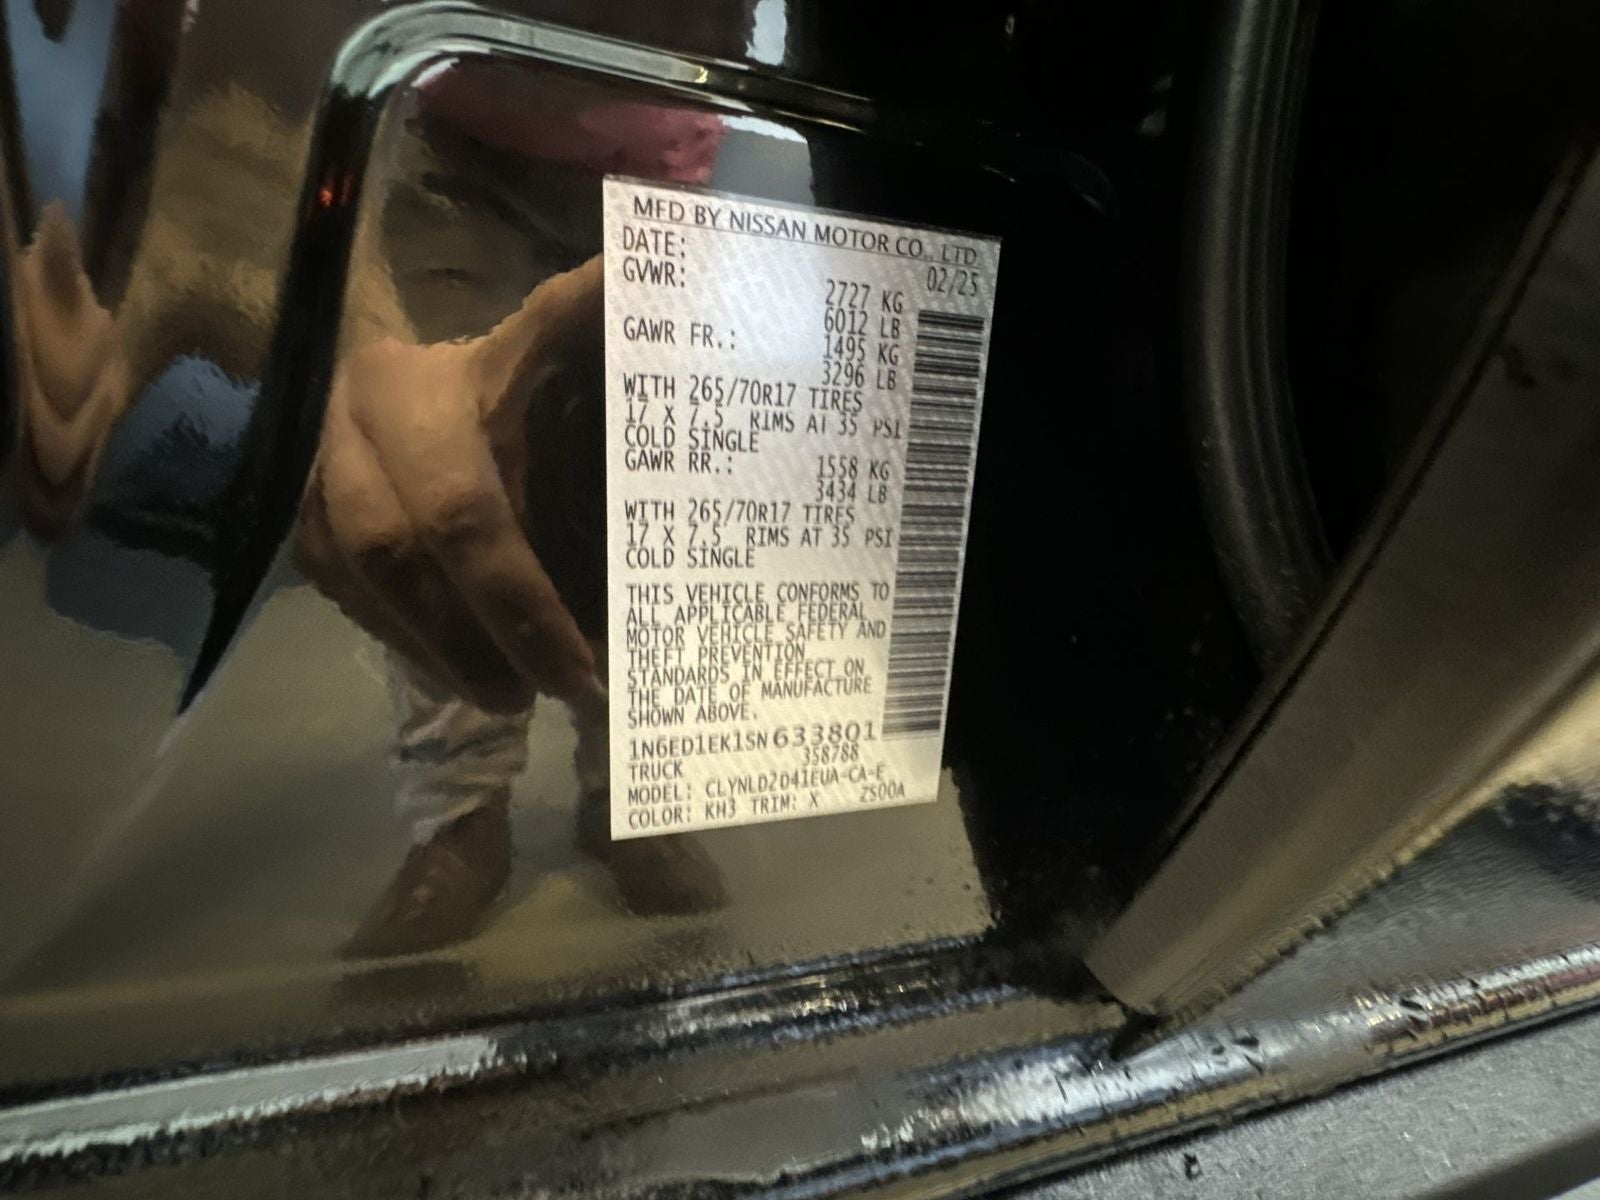 MFD BY NISSAN MOTOR CO., LTD.
DATE: 02/25
GVWR: 2727 KG
6012 LB
GAWR FR.: 1495 KG
3296 LB
WITH 265/70R17 TIRES
17 X 7.5 RIMS AT 35 PSI
COLD SINGLE
GAWR RR.: 1558 KG
3434 LB
WITH 265/70R17 TIRES
17 X 7.5 RIMS AT 35 PSI
COLD SINGLE
THIS VEHICLE CONFORMS TO
ALL APPLICABLE FEDERAL
MOTOR VEHICLE SAFETY AND
THEFT PREVENTION
STANDARDS IN EFFECT ON
THE DATE OF MANUFACTURE
SHOWN ABOVE.
1N6ED1EK1SN633801
TRUCK 358788
MODEL: CLYNLD2D41EUA-CA-E
COLOR: KH3 TRIM: X ZS00A